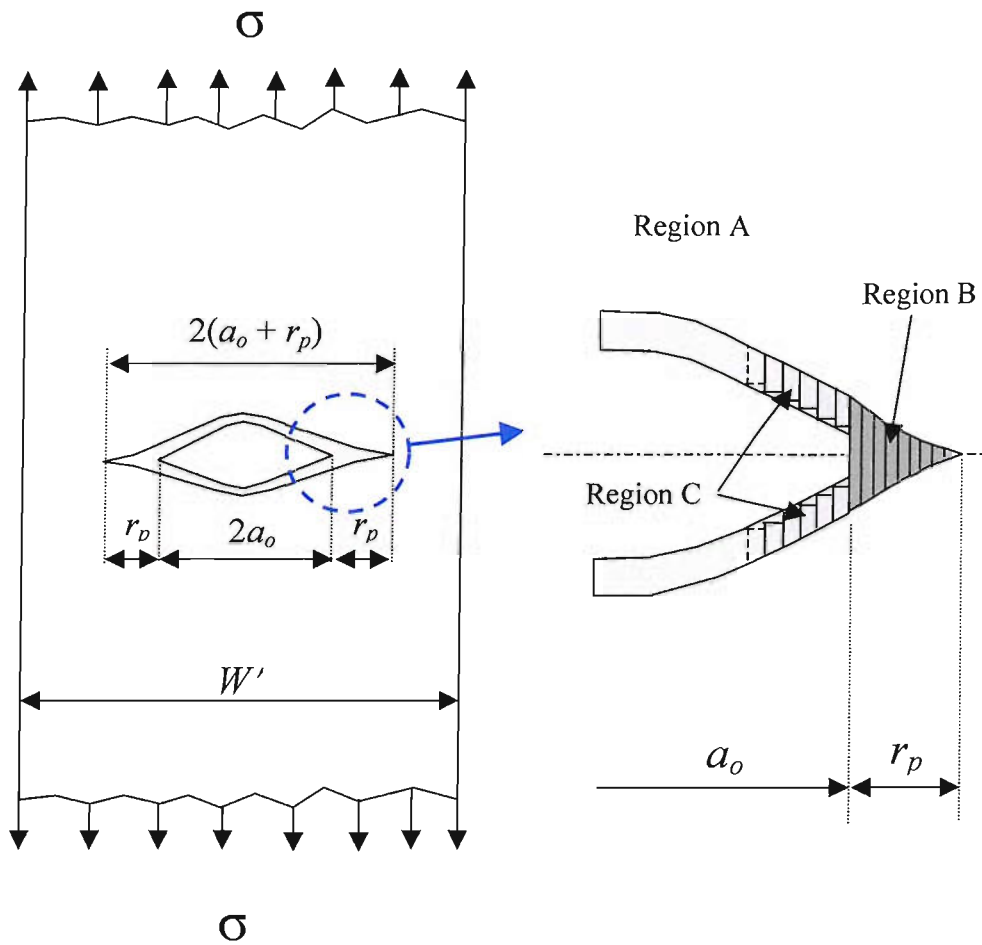 σ
Region A
Region B
2(aₒ + rₚ)
Region C
rₚ
2aₒ
rₚ
W'
aₒ
rₚ
σ